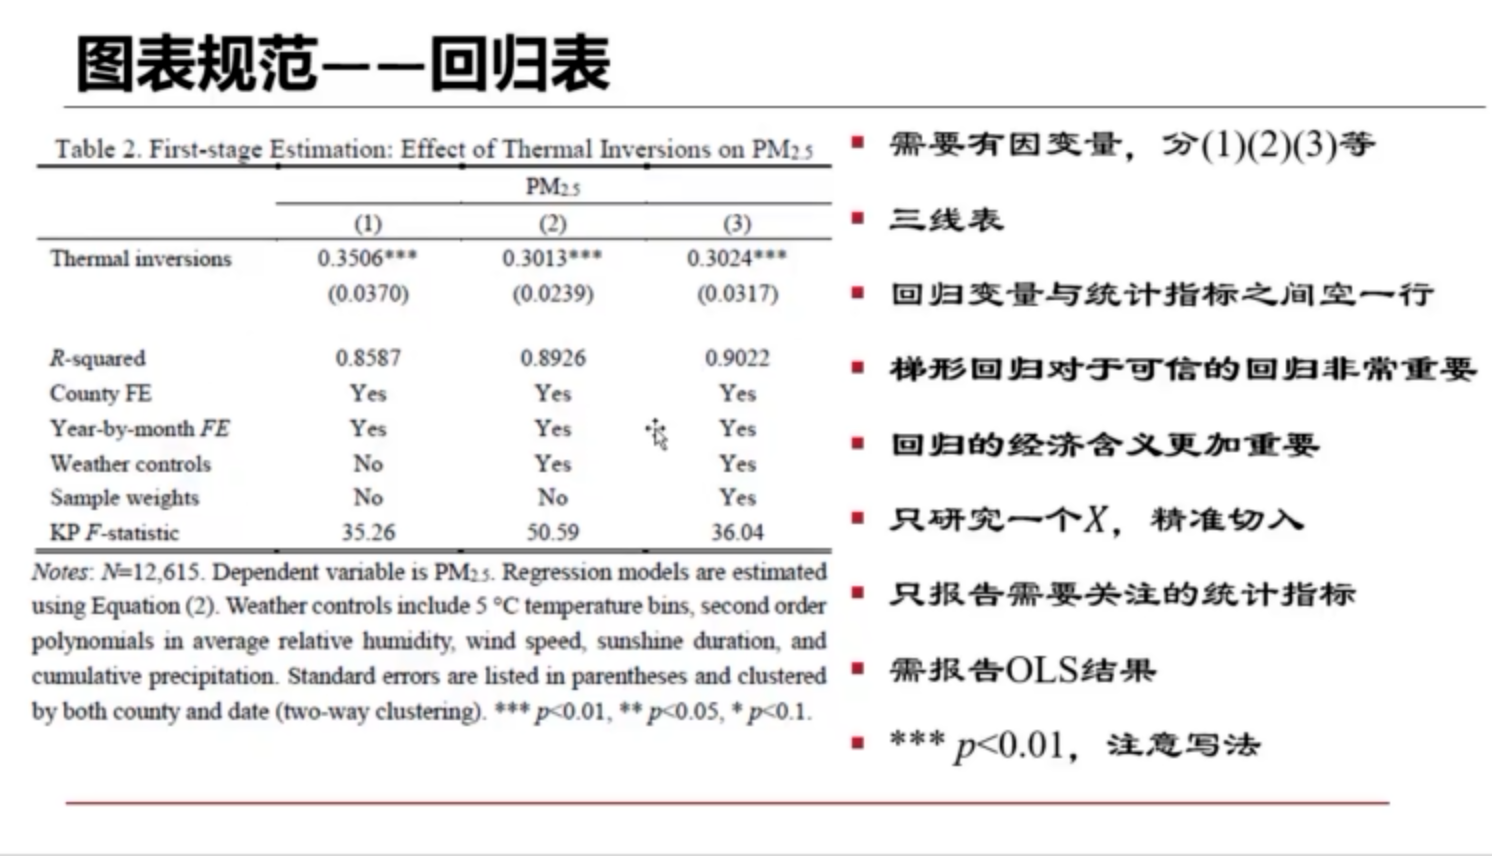 图表规范——回归表
Table 2. First-stage Estimation: Effect of Thermal Inversions on PM2.5
PM2.5
(1) (2) (3)
Thermal inversions 0.3506*** 0.3013*** 0.3024***
(0.0370) (0.0239) (0.0317)
R-squared 0.8587 0.8926 0.9022
County FE Yes Yes Yes
Year-by-month FE Yes Yes Yes
Weather controls No Yes Yes
Sample weights No No Yes
KP F-statistic 35.26 50.59 36.04
Notes: N=12,615. Dependent variable is PM2.5. Regression models are estimated
using Equation (2). Weather controls include 5 °C temperature bins, second order
polynomials in average relative humidity, wind speed, sunshine duration, and
cumulative precipitation. Standard errors are listed in parentheses and clustered
by both county and date (two-way clustering). *** p<0.01, ** p<0.05, * p<0.1.
需要有因变量，分(1)(2)(3)等
三线表
回归变量与统计指标之间空一行
梯形回归对于可信的回归非常重要
回归的经济含义更加重要
只研究一个X，精准切入
只报告需要关注的统计指标
需报告OLS结果
*** p<0.01，注意写法